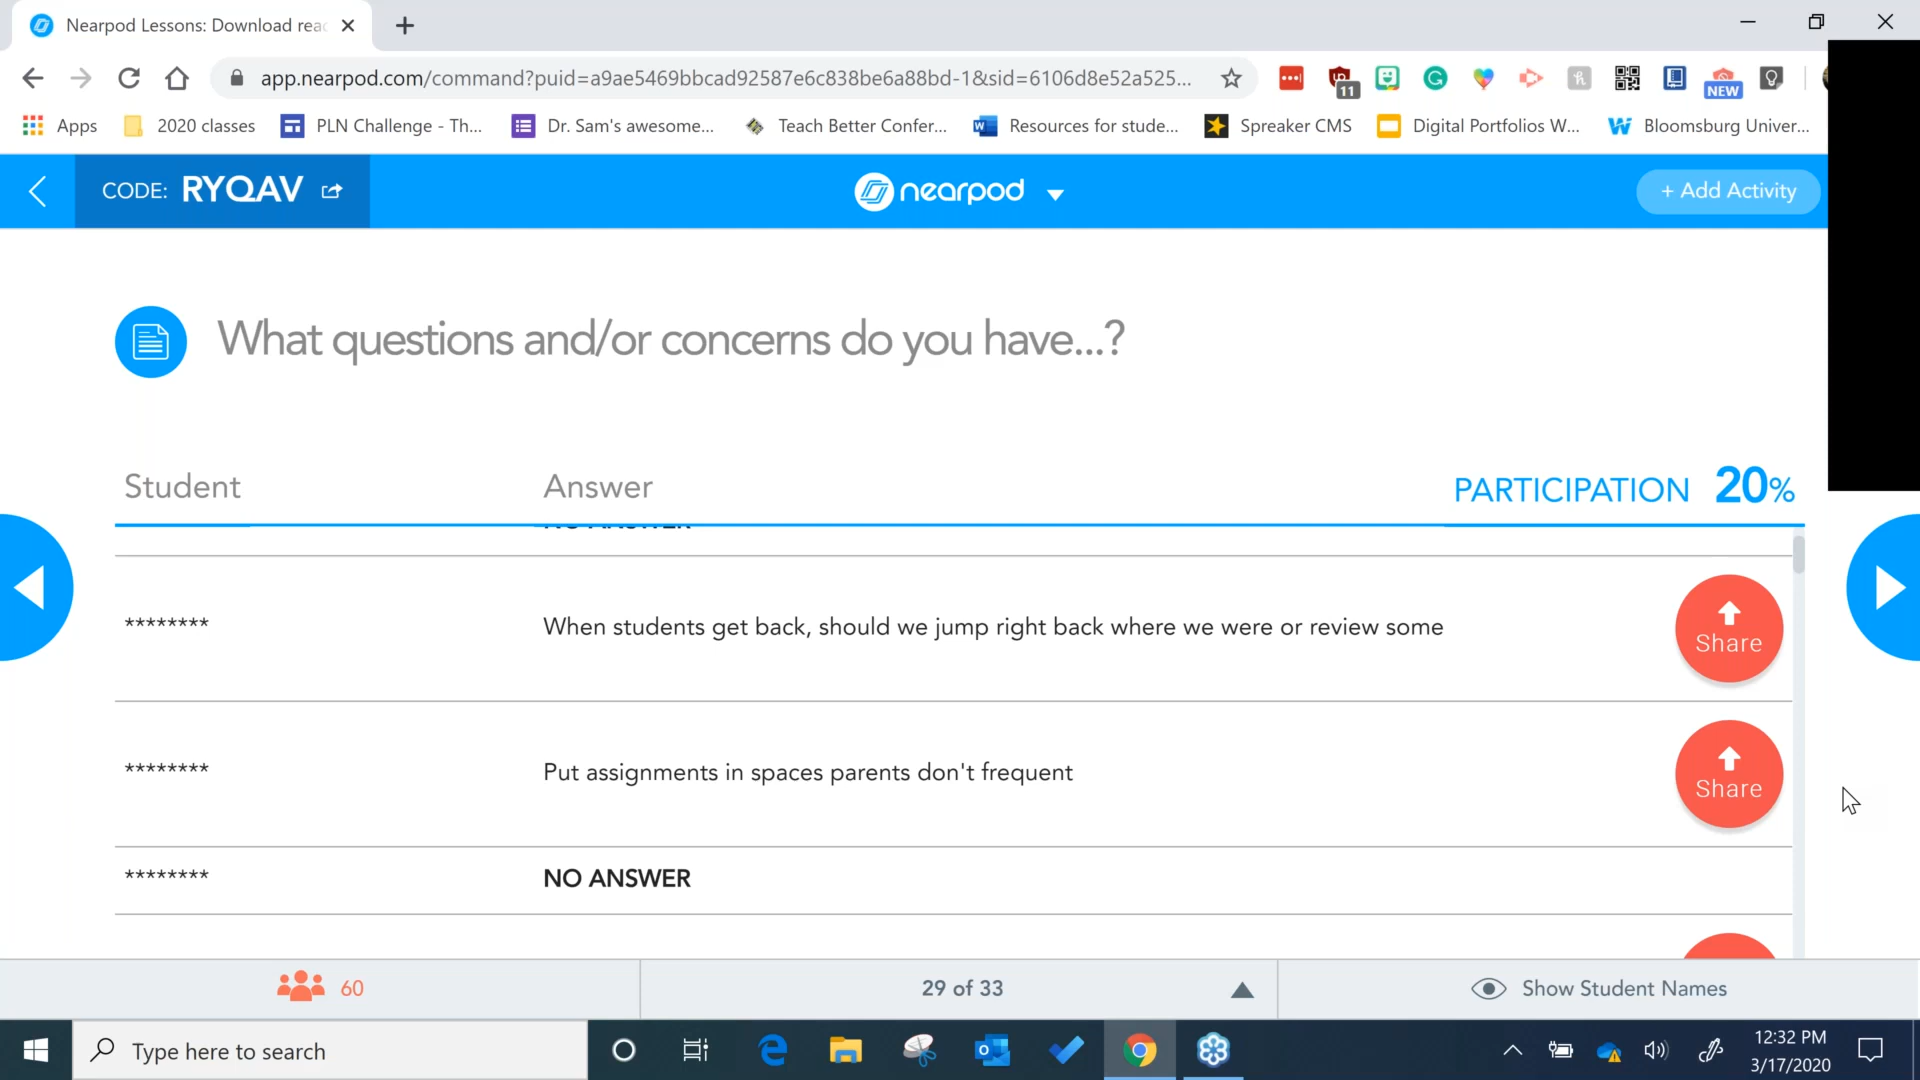 Nearpod Lessons: Download reac
app.nearpod.com/command?puid=a9ae5469bbcad92587e6c838be6a88bd-1&sid=6106d8e52a525...
11
NEW
Apps
2020 classes
PLN Challenge - Th...
Dr. Sam's awesome...
Teach Better Confer...
Resources for stude...
Spreaker CMS
Digital Portfolios W...
Bloomsburg Univer...
CODE: RYQAV
nearpod
+ Add Activity
What questions and/or concerns do you have...?
Student
Answer
PARTICIPATION 20%
NO ANSWER
********
When students get back, should we jump right back where we were or review some
Share
********
Put assignments in spaces parents don't frequent
Share
********
NO ANSWER
60
29 of 33
Show Student Names
Type here to search
12:32 PM
3/17/2020